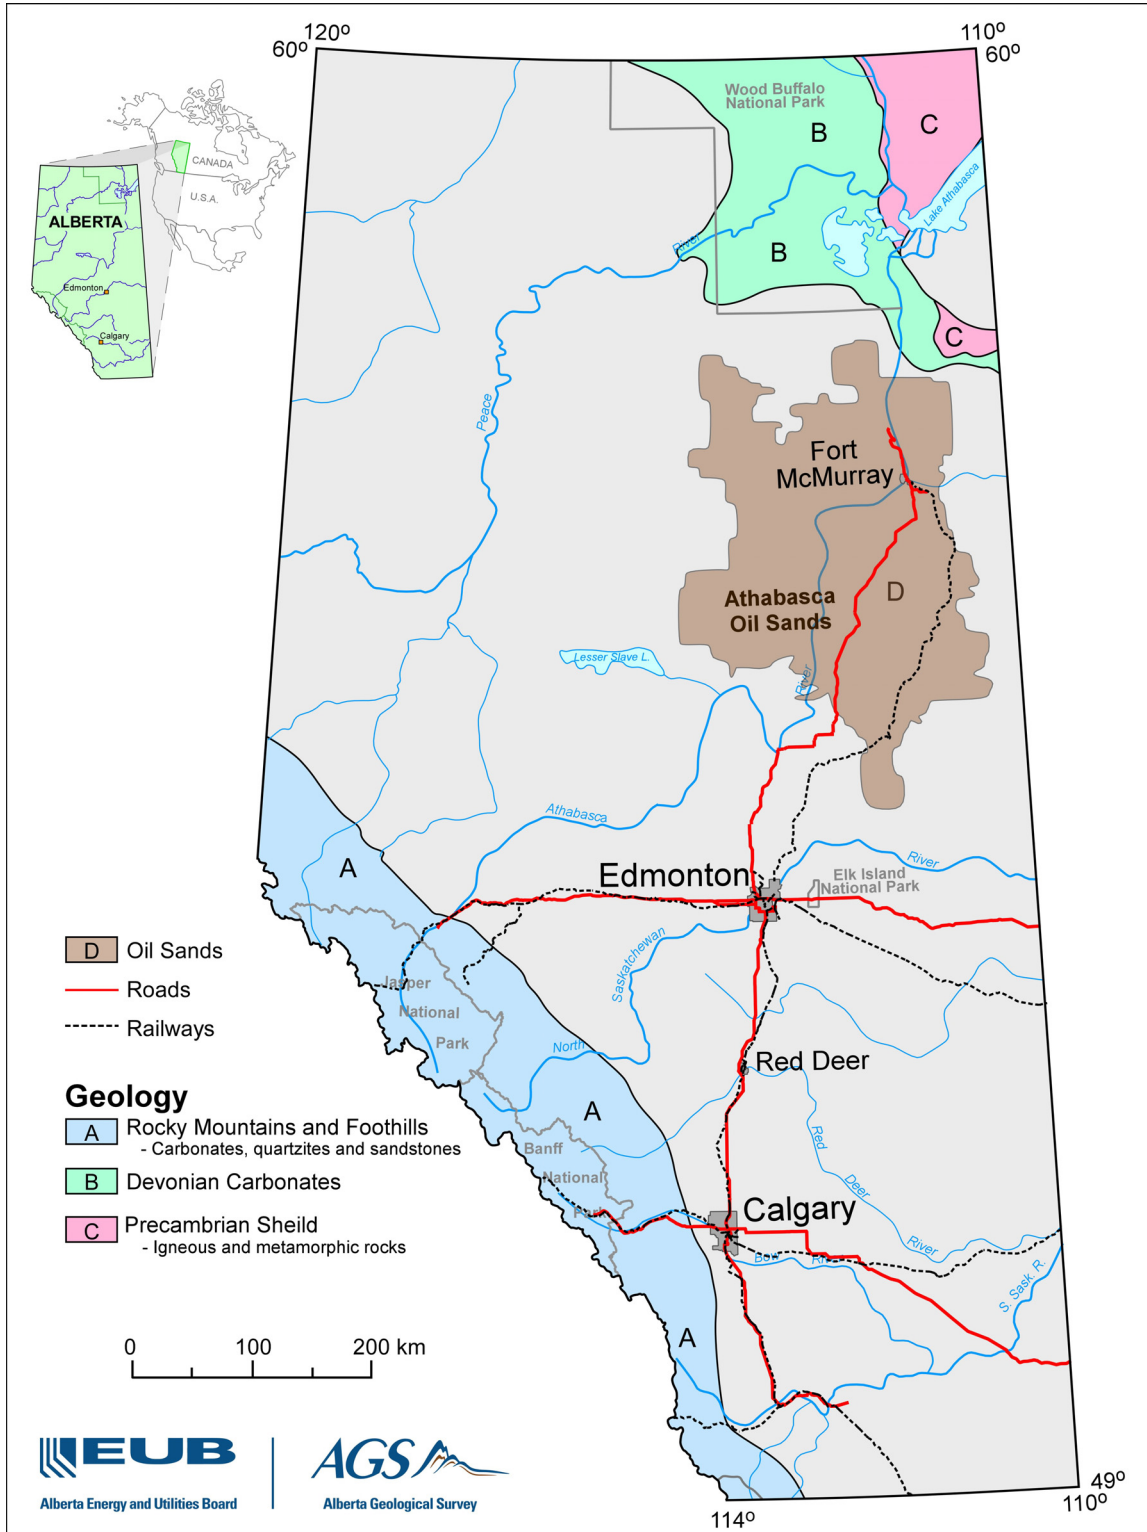 120º
60º
110º
60º
Wood Buffalo
National Park
B
C
CANADA
U.S.A.
ALBERTA
Edmonton
Calgary
Lake Athabasca
River
B
C
Peace
Fort
McMurray
Athabasca
Oil Sands
D
Lesser Slave L.
River
Athabasca
A
Edmonton
River
Elk Island
National Park
Saskatchewan
D
Oil Sands
Roads
Railways
Jasper
National
Park
North
Red Deer
Geology
A
Rocky Mountains and Foothills
- Carbonates, quartzites and sandstones
B
Devonian Carbonates
C
Precambrian Sheild
- Igneous and metamorphic rocks
A
Banff
National
Park
Red
Deer
River
Calgary
Bow
S. Sask. R.
A
0 100 200 km
EUB
Alberta Energy and Utilities Board
AGS
Alberta Geological Survey
49º
110º
114º